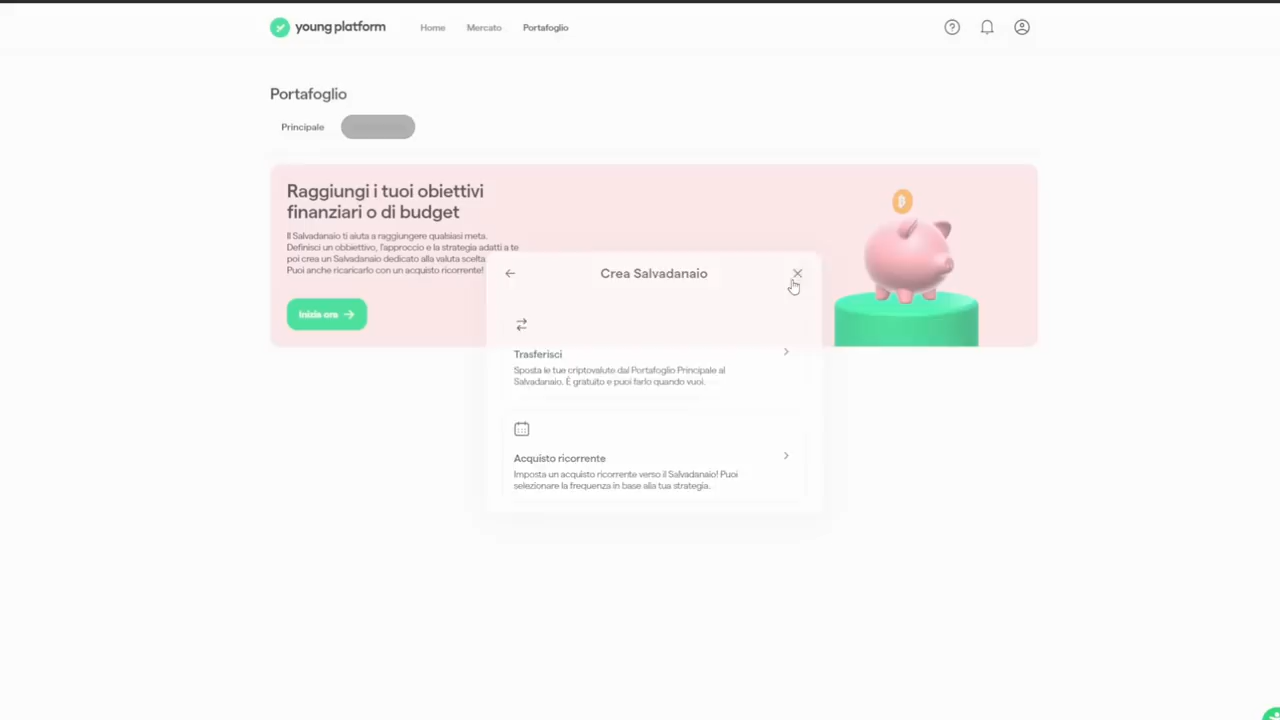 young platform
Home
Mercato
Portafoglio
Portafoglio
Principale
Raggiungi i tuoi obiettivi
finanziari o di budget
Il Salvadanaio ti aiuta a raggiungere qualsiasi meta.
Definisci un obbiettivo, l'approccio e la strategia adatti a te
poi crea un Salvadanaio dedicato alla valuta scelta.
Puoi anche ricaricarlo con un acquisto ricorrente!
Inizia ora
Crea Salvadanaio
Trasferisci
Sposta le tue criptovalute dal Portafoglio Principale al
Salvadanaio. È gratuito e puoi farlo quando vuoi.
Acquisto ricorrente
Imposta un acquisto ricorrente verso il Salvadanaio! Puoi
selezionare la frequenza in base alla tua strategia.